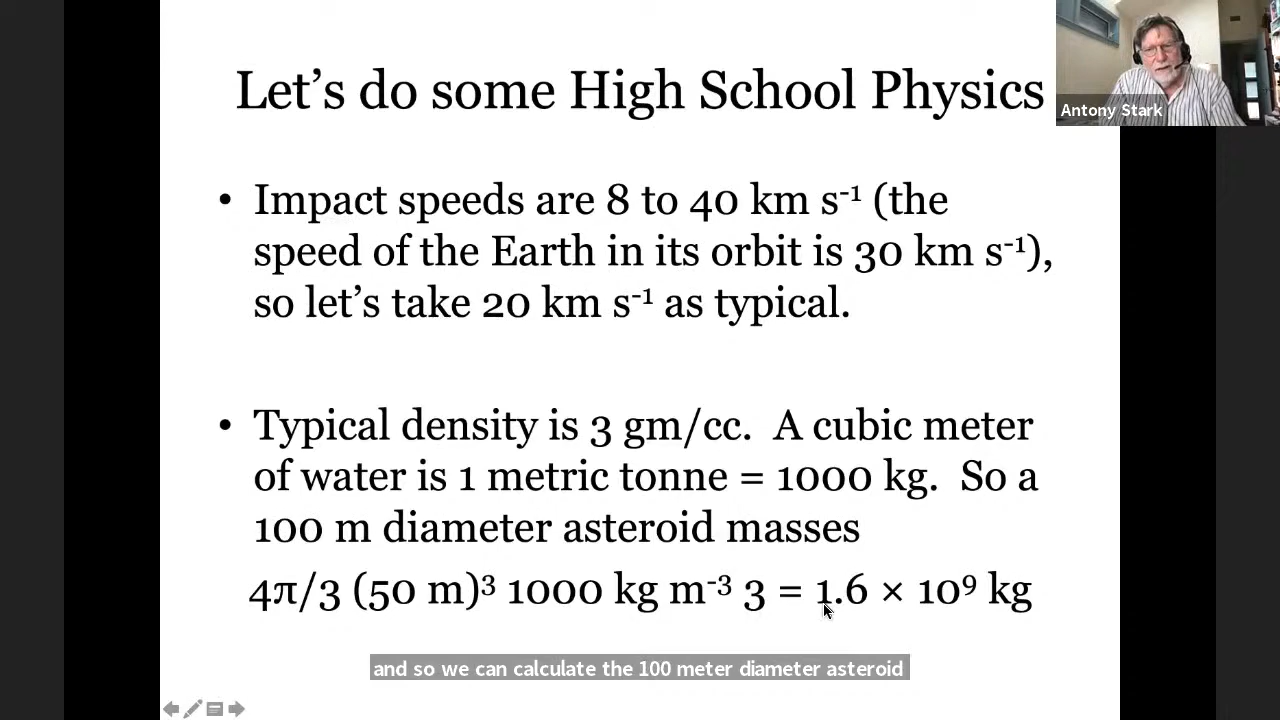 Let's do some High School Physics
Antony Stark
• Impact speeds are 8 to 40 km s⁻¹ (the
speed of the Earth in its orbit is 30 km s⁻¹),
so let's take 20 km s⁻¹ as typical.
• Typical density is 3 gm/cc.  A cubic meter
of water is 1 metric tonne = 1000 kg.  So a
100 m diameter asteroid masses
4π/3 (50 m)³ 1000 kg m⁻³ 3 = 1.6 × 10⁹ kg
and so we can calculate the 100 meter diameter asteroid